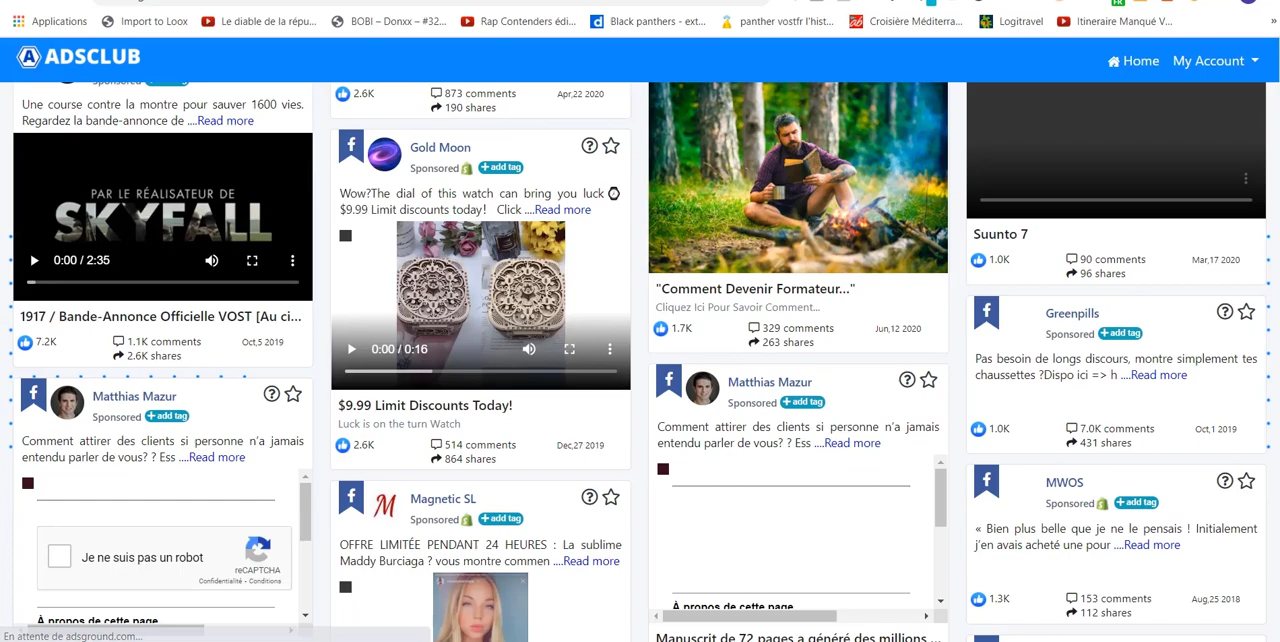 Applications
Import to Loox
Le diable de la répu...
BOBI – Donxx – #32...
Rap Contenders édi...
Black panthers - ext...
panther vostfr l'hist...
Croisière Méditerra...
Logitravel
Itineraire Manqué V...
»
FR
A ADSCLUB
Home
My Account
Sponsored
Une course contre la montre pour sauver 1600 vies.
Regardez la bande-annonce de ....Read more
PAR LE RÉALISATEUR DE
SKYFALL
0:00 / 2:35
1917 / Bande-Annonce Officielle VOST [Au ci...
7.2K
1.1K comments
2.6K shares
Oct,5 2019
Matthias Mazur
Sponsored
add tag
Comment attirer des clients si personne n'a jamais
entendu parler de vous? ? Ess ....Read more
Je ne suis pas un robot
reCAPTCHA
Confidentialité - Conditions
À propos de cette page
En attente de adsground.com...
2.6K
873 comments
190 shares
Apr,22 2020
Gold Moon
Sponsored
add tag
Wow?The dial of this watch can bring you luck
$9.99 Limit discounts today! Click ....Read more
0:00 / 0:16
$9.99 Limit Discounts Today!
Luck is on the turn Watch
2.6K
514 comments
864 shares
Dec,27 2019
M
Magnetic SL
Sponsored
add tag
OFFRE LIMITÉE PENDANT 24 HEURES : La sublime
Maddy Burciaga ? vous montre commen ....Read more
"Comment Devenir Formateur..."
Cliquez Ici Pour Savoir Comment...
1.7K
329 comments
263 shares
Jun,12 2020
Matthias Mazur
Sponsored
add tag
Comment attirer des clients si personne n'a jamais
entendu parler de vous? ? Ess ....Read more
À propos de cette page
Manuscrit de 72 pages a généré des millions ...
Suunto 7
1.0K
90 comments
96 shares
Mar,17 2020
Greenpills
Sponsored
add tag
Pas besoin de longs discours, montre simplement tes
chaussettes ?Dispo ici => h ....Read more
1.0K
7.0K comments
431 shares
Oct,1 2019
MWOS
Sponsored
add tag
« Bien plus belle que je ne le pensais ! Initialement
j'en avais acheté une pour ....Read more
1.3K
153 comments
112 shares
Aug,25 2018